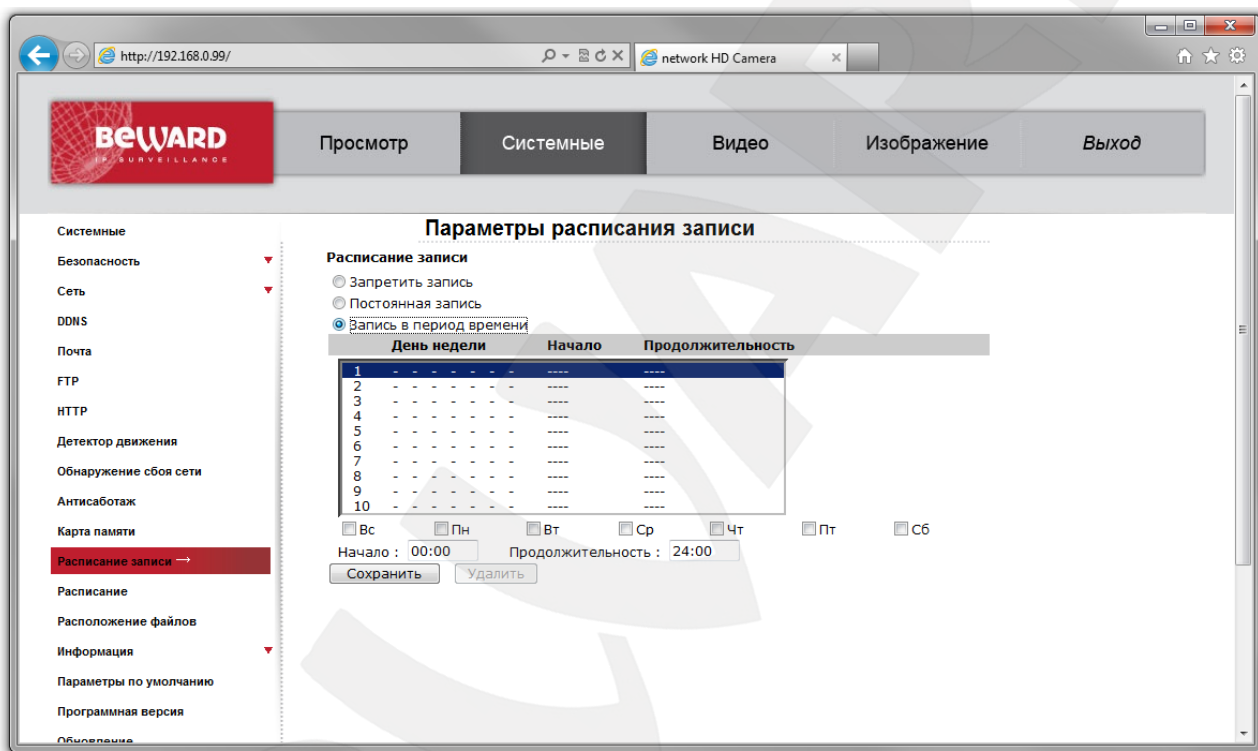 http://192.168.0.99/
network HD Camera
BEWARD
IP SURVEILLANCE
Просмотр
Системные
Видео
Изображение
Выход
Параметры расписания записи
Системные
Безопасность
Сеть
DDNS
Почта
FTP
HTTP
Детектор движения
Обнаружение сбоя сети
Антисаботаж
Карта памяти
Расписание записи →
Расписание
Расположение файлов
Информация
Параметры по умолчанию
Программная версия
Обновление
Расписание записи
Запретить запись
Постоянная запись
Запись в период времени
День недели Начало Продолжительность
1 - - - - - - - ---- ----
2 - - - - - - - ---- ----
3 - - - - - - - ---- ----
4 - - - - - - - ---- ----
5 - - - - - - - ---- ----
6 - - - - - - - ---- ----
7 - - - - - - - ---- ----
8 - - - - - - - ---- ----
9 - - - - - - - ---- ----
10 - - - - - - - ---- ----
Вс Пн Вт Ср Чт Пт Сб
Начало : 00:00 Продолжительность : 24:00
Сохранить Удалить